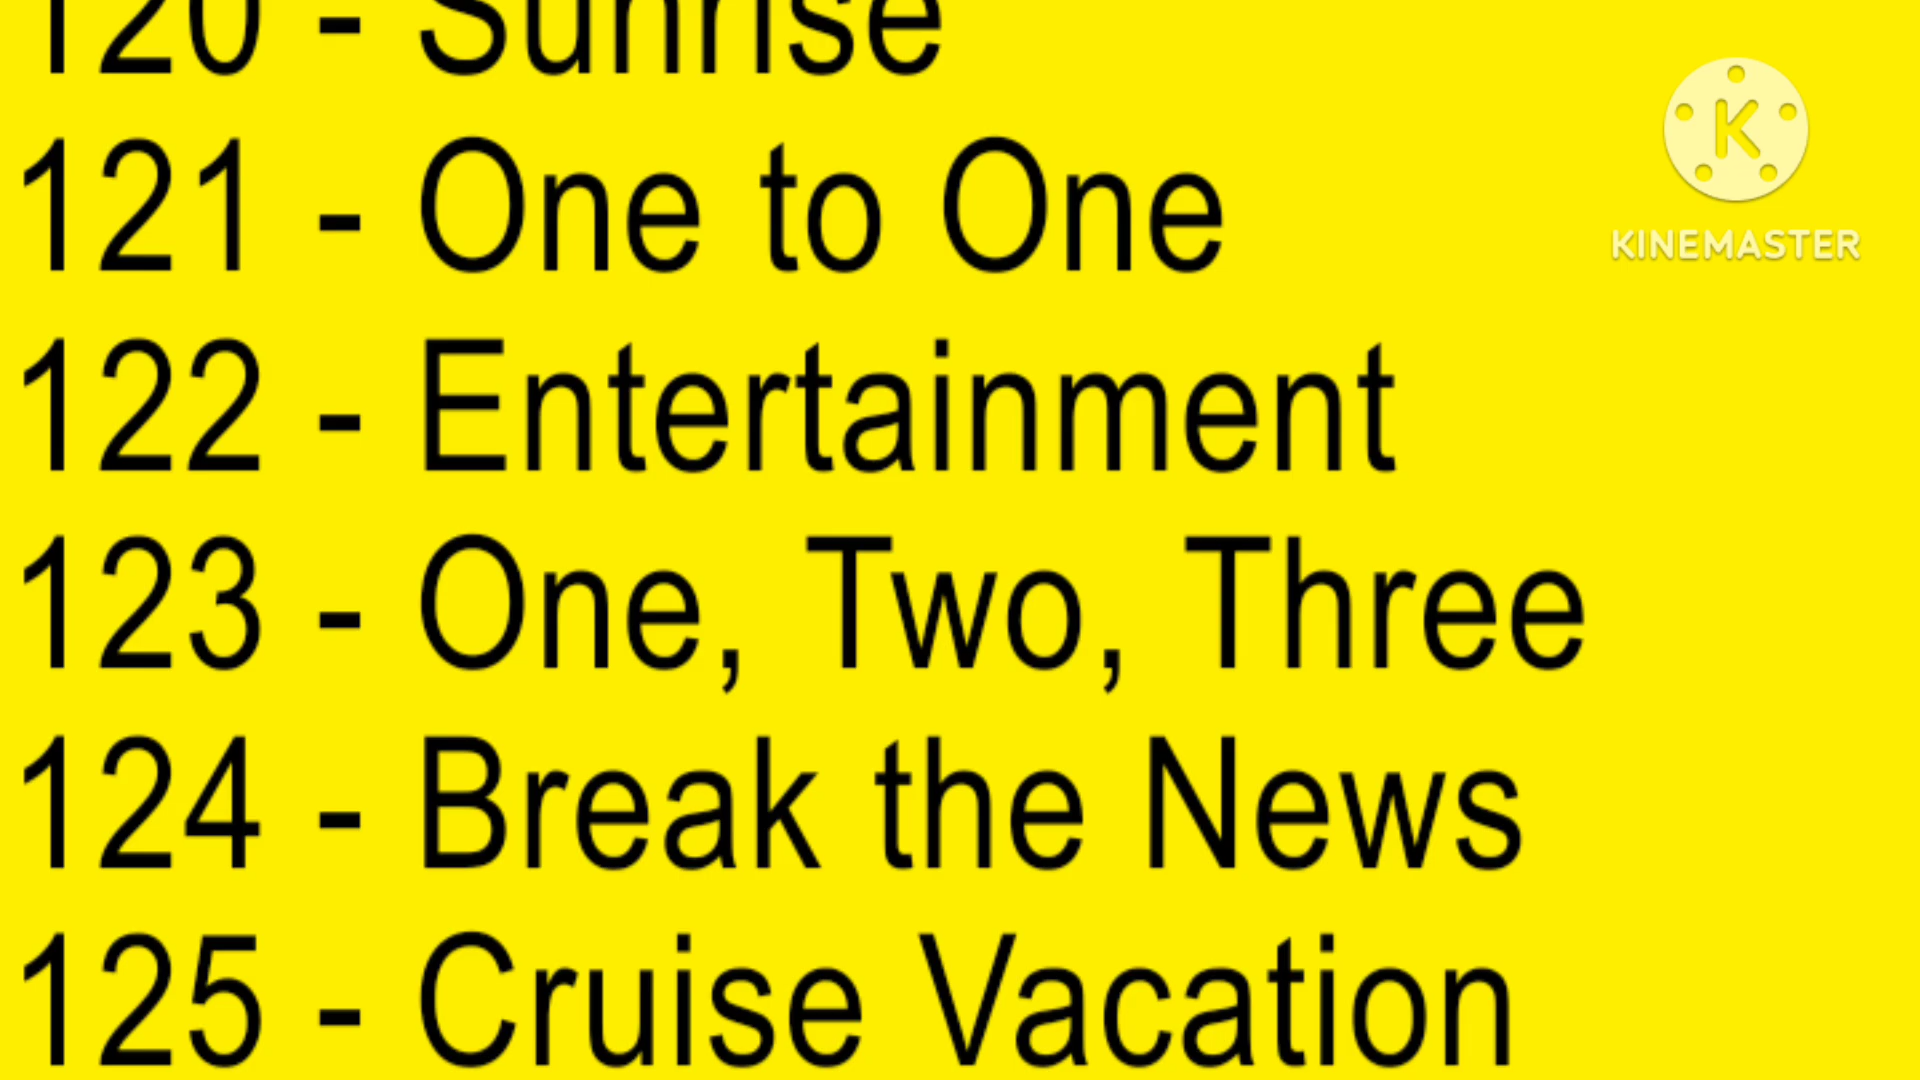 120 - Sunrise
121 - One to One
122 - Entertainment
123 - One, Two, Three
124 - Break the News
125 - Cruise Vacation
K
KINEMASTER